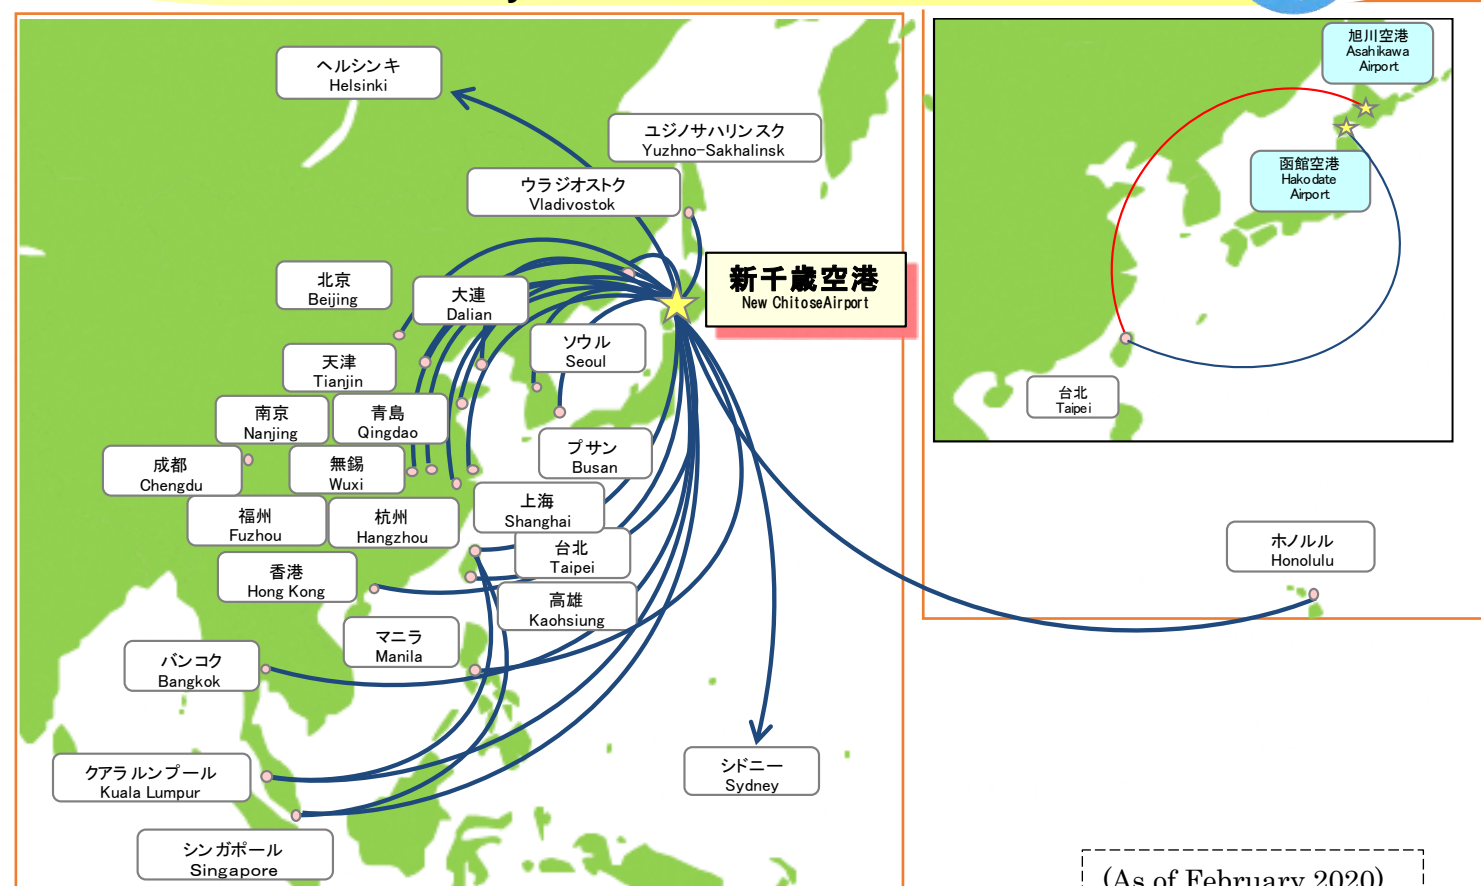 ヘルシンキ
Helsinki
ユジノサハリンスク
Yuzhno-Sakhalinsk
ウラジオストク
Vladivostok
新千歳空港
New ChitoseAirport
北京
Beijing
大連
Dalian
ソウル
Seoul
天津
Tianjin
南京
Nanjing
青島
Qingdao
プサン
Busan
成都
Chengdu
無錫
Wuxi
上海
Shanghai
福州
Fuzhou
杭州
Hangzhou
台北
Taipei
香港
Hong Kong
高雄
Kaohsiung
マニラ
Manila
バンコク
Bangkok
クアラルンプール
Kuala Lumpur
シドニー
Sydney
シンガポール
Singapore
旭川空港
Asahikawa
Airport
函館空港
Hakodate
Airport
台北
Taipei
ホノルル
Honolulu
(As of February 2020)